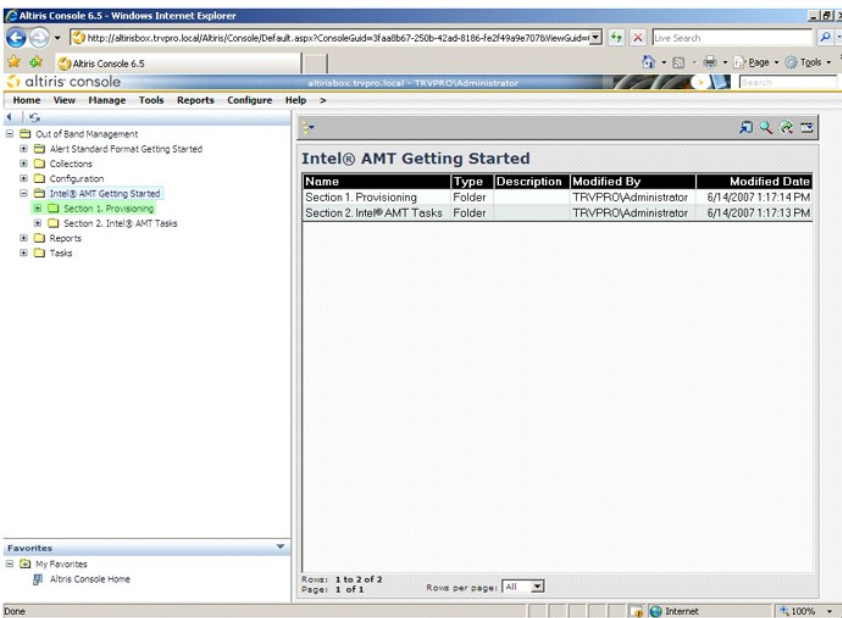 Altiris Console 6.5 - Windows Internet Explorer
http://altirisbox.trvpro.local/Altiris/Console/Default.aspx?ConsoleGuid=3faa8b67-250b-42ad-8186-fe2f49a9e707&ViewGuid=
Live Search
Altiris Console 6.5
Page
Tools
altiris console
altirisbox.trvpro.local - TRVPRO\Administrator
Search
Home View Manage Tools Reports Configure Help >
Out of Band Management
Alert Standard Format Getting Started
Collections
Configuration
Intel® AMT Getting Started
Section 1. Provisioning
Section 2. Intel® AMT Tasks
Reports
Tasks
Intel® AMT Getting Started
Name Type Description Modified By Modified Date
Section 1. Provisioning Folder TRVPRO\Administrator 6/14/2007 1:17:14 PM
Section 2. Intel® AMT Tasks Folder TRVPRO\Administrator 6/14/2007 1:17:13 PM
Favorites
My Favorites
Altiris Console Home
Rows: 1 to 2 of 2
Page: 1 of 1
Rows per page: All
Done
Internet
100%